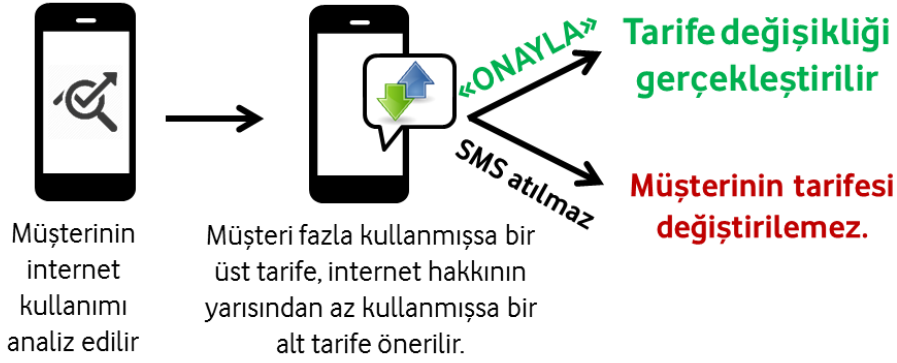 Müşterinin
internet
kullanımı
analiz edilir
Müşteri fazla kullanmışsa bir
üst tarife, internet hakkının
yarısından az kullanmışsa bir
alt tarife önerilir.
«ONAYLA»
SMS atılmaz
Tarife değişikliği
gerçekleştirilir
Müşterinin tarifesi
değiştirilemez.